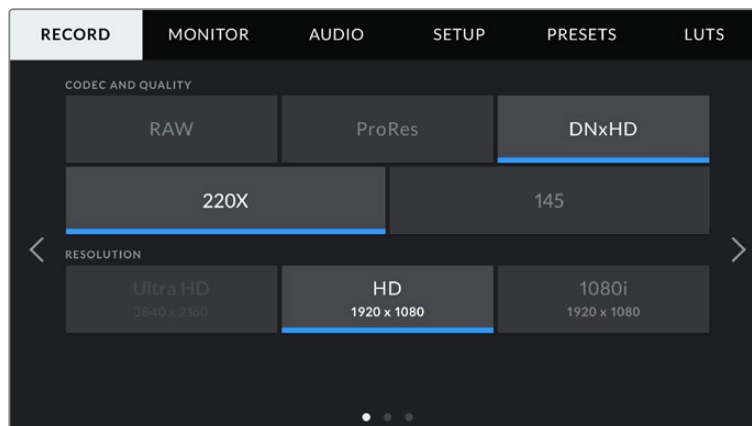 RECORD MONITOR AUDIO SETUP PRESETS LUTS
CODEC AND QUALITY
RAW ProRes DNxHD
220X 145
RESOLUTION
Ultra HD HD 1080i
3840 x 2160 1920 x 1080 1920 x 1080